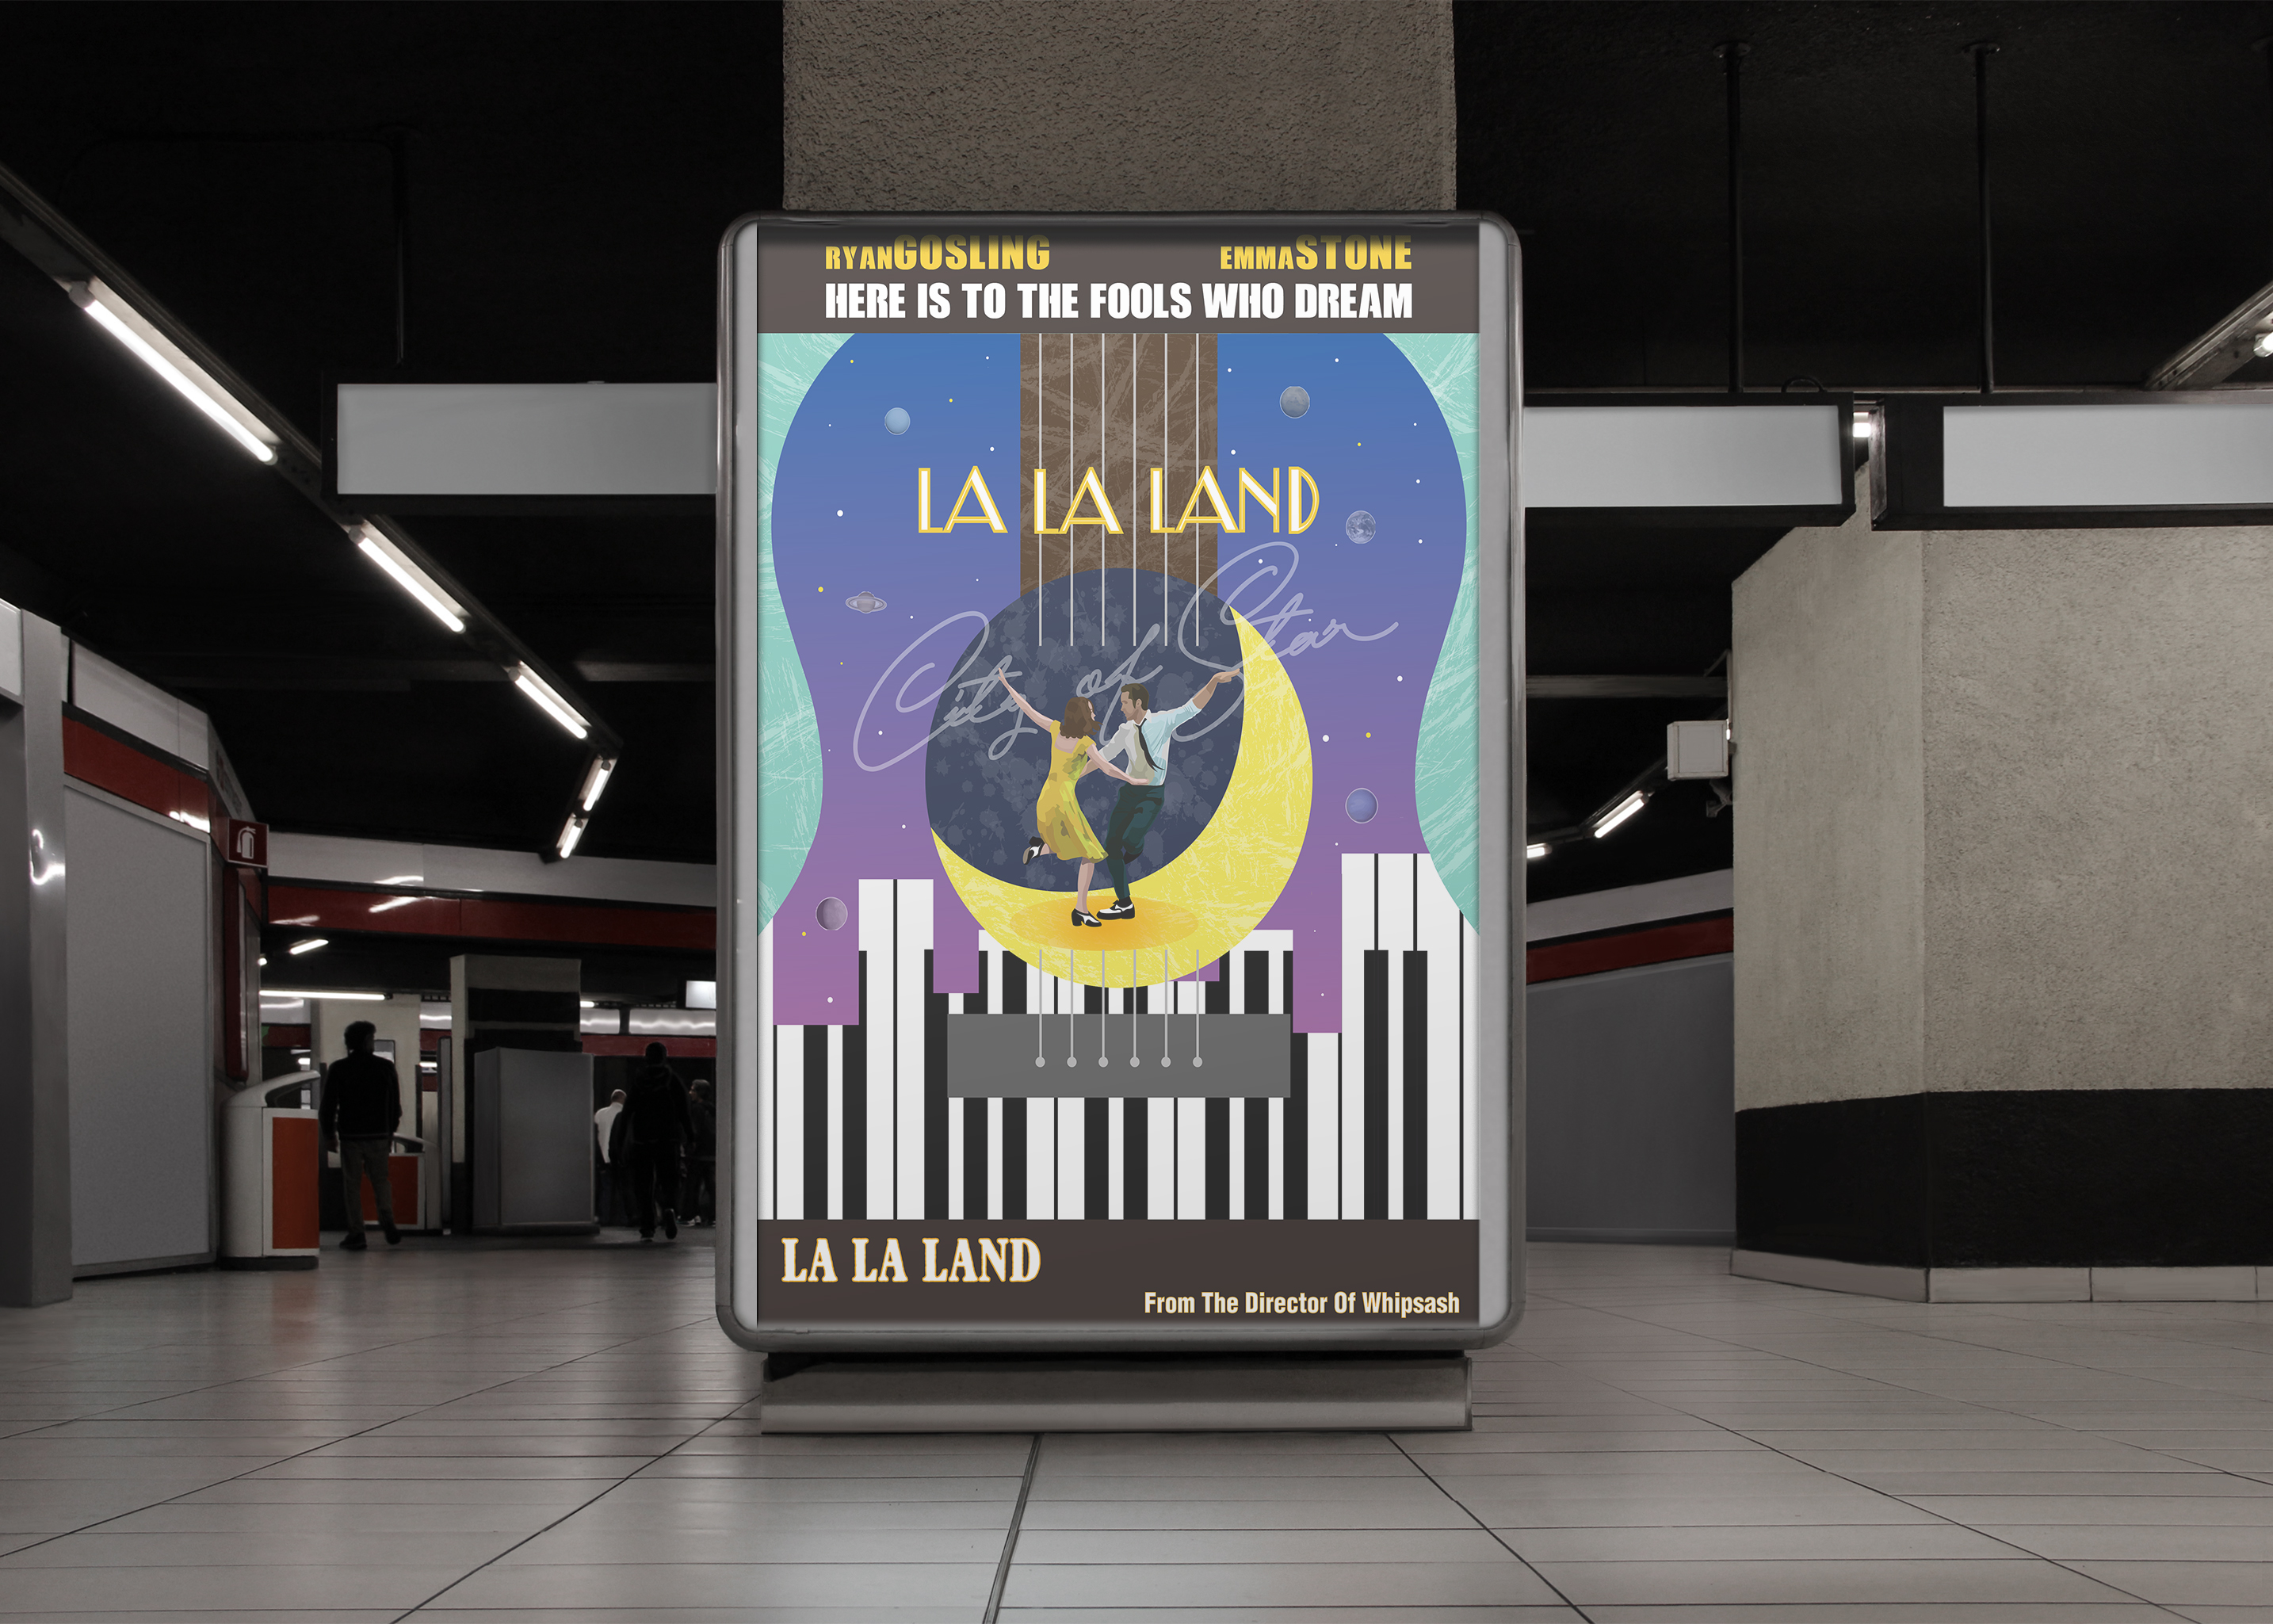 RYANGOSLING EMMASTONE
HERE IS TO THE FOOLS WHO DREAM
LA LA LAND
City of Star
LA LA LAND
From The Director Of Whipsash